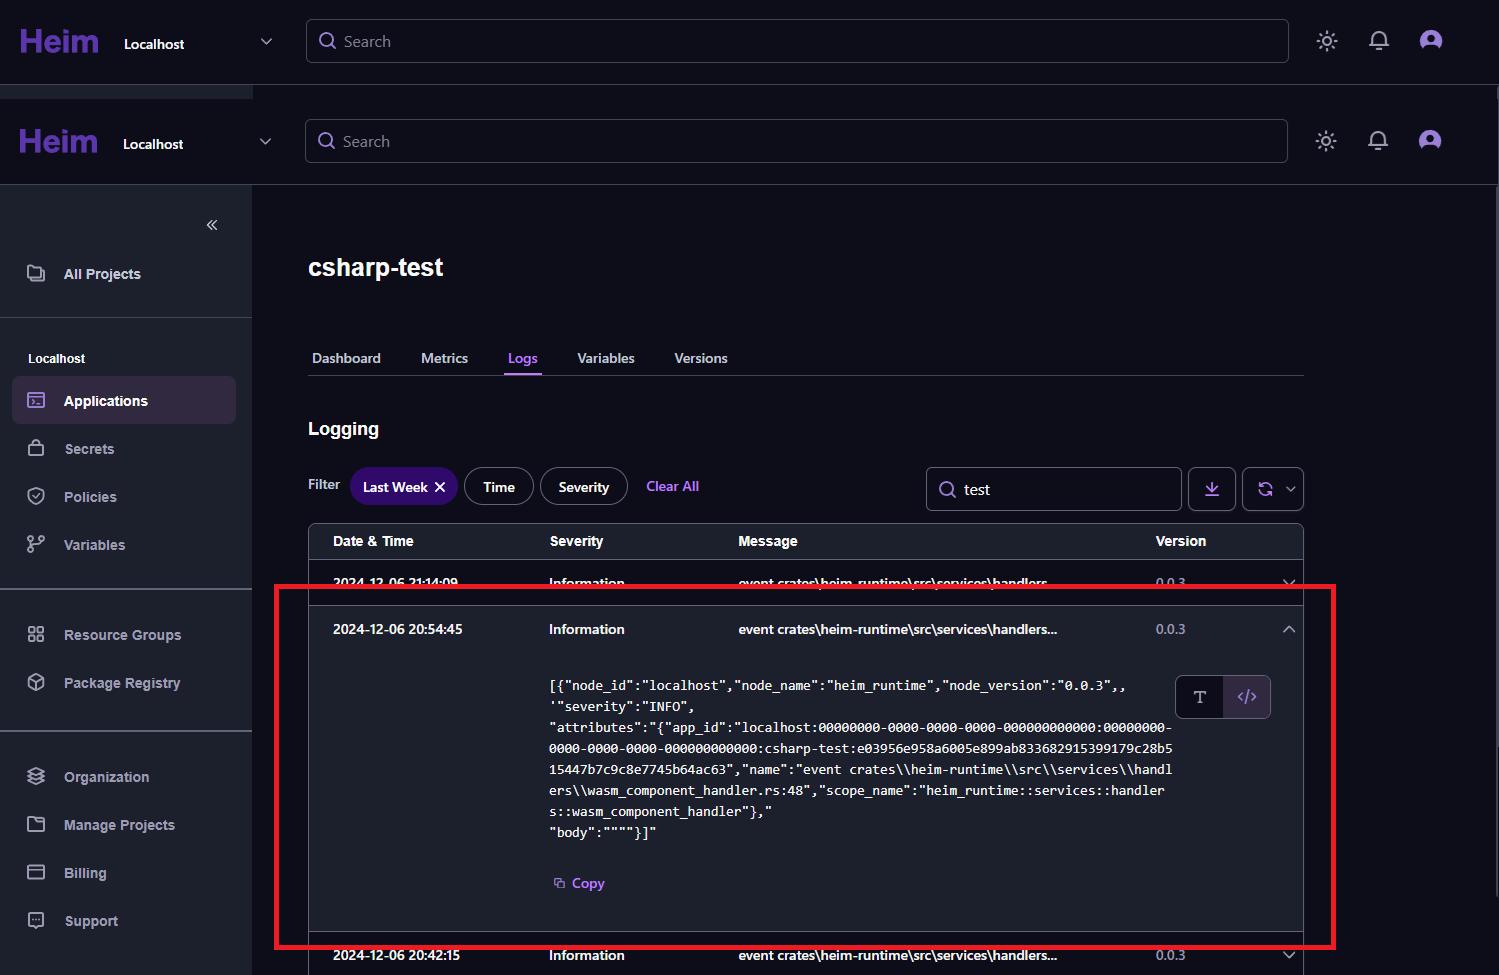 Heim Localhost Search
Heim Localhost Search
All Projects
Localhost
Applications
Secrets
Policies
Variables
Resource Groups
Package Registry
Organization
Manage Projects
Billing
Support
csharp-test
Dashboard Metrics Logs Variables Versions
Logging
Filter Last Week Time Severity Clear All test
Date & Time Severity Message Version
2024-12-06 21:14:09 Information event crates\heim-runtime\src\services\handlers... 0.0.3
2024-12-06 20:54:45 Information event crates\heim-runtime\src\services\handlers... 0.0.3
[{"node_id":"localhost","node_name":"heim_runtime","node_version":"0.0.3",,
'"severity":"INFO",
"attributes":"{"app_id":"localhost:00000000-0000-0000-0000-000000000000:00000000-
0000-0000-0000-000000000000:csharp-test:e03956e958a6005e899ab833682915399179c28b5
15447b7c9c8e7745b64ac63","name":"event crates\\heim-runtime\\src\\services\\handl
ers\\wasm_component_handler.rs:48","scope_name":"heim_runtime::services::handler
s::wasm_component_handler"},"
"body":""""}]"
T </>
Copy
2024-12-06 20:42:15 Information event crates\heim-runtime\src\services\handlers... 0.0.3